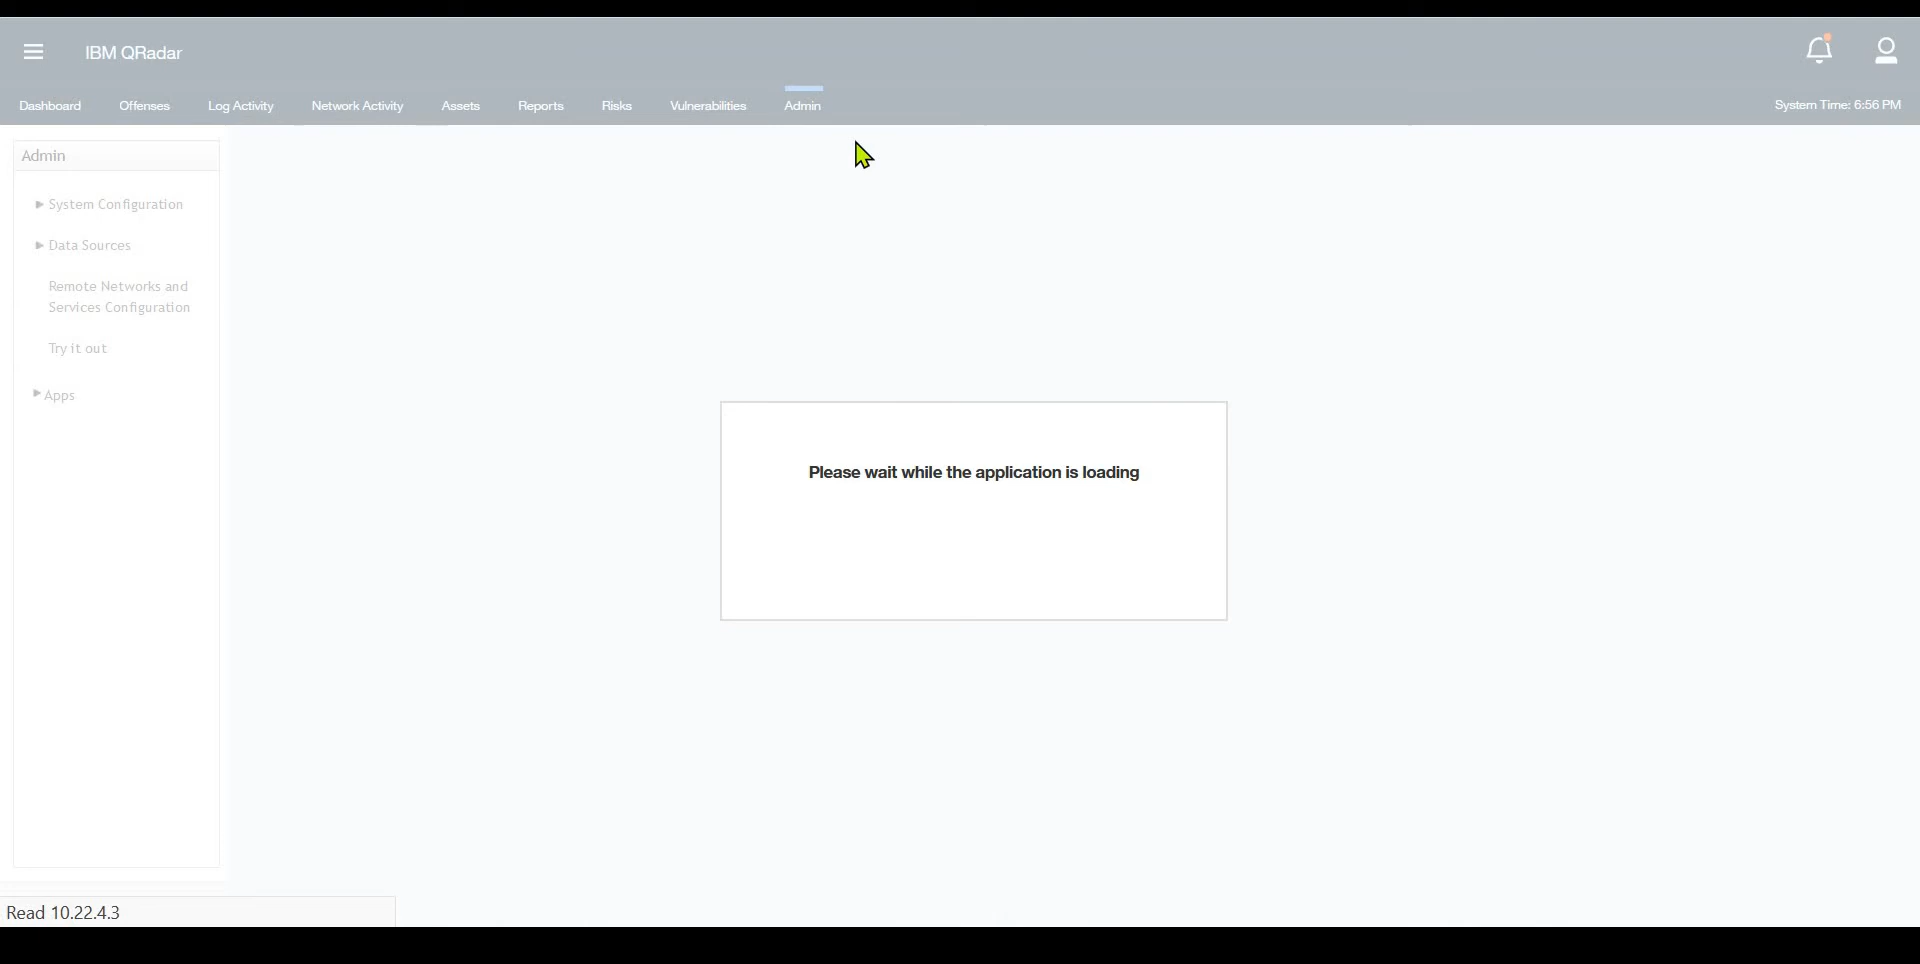 IBM QRadar
Dashboard Offenses Log Activity Network Activity Assets Reports Risks Vulnerabilities Admin System Time: 6:56 PM
Admin
System Configuration
Data Sources
Remote Networks and
Services Configuration
Try it out
Apps
Please wait while the application is loading
Read 10.22.4.3